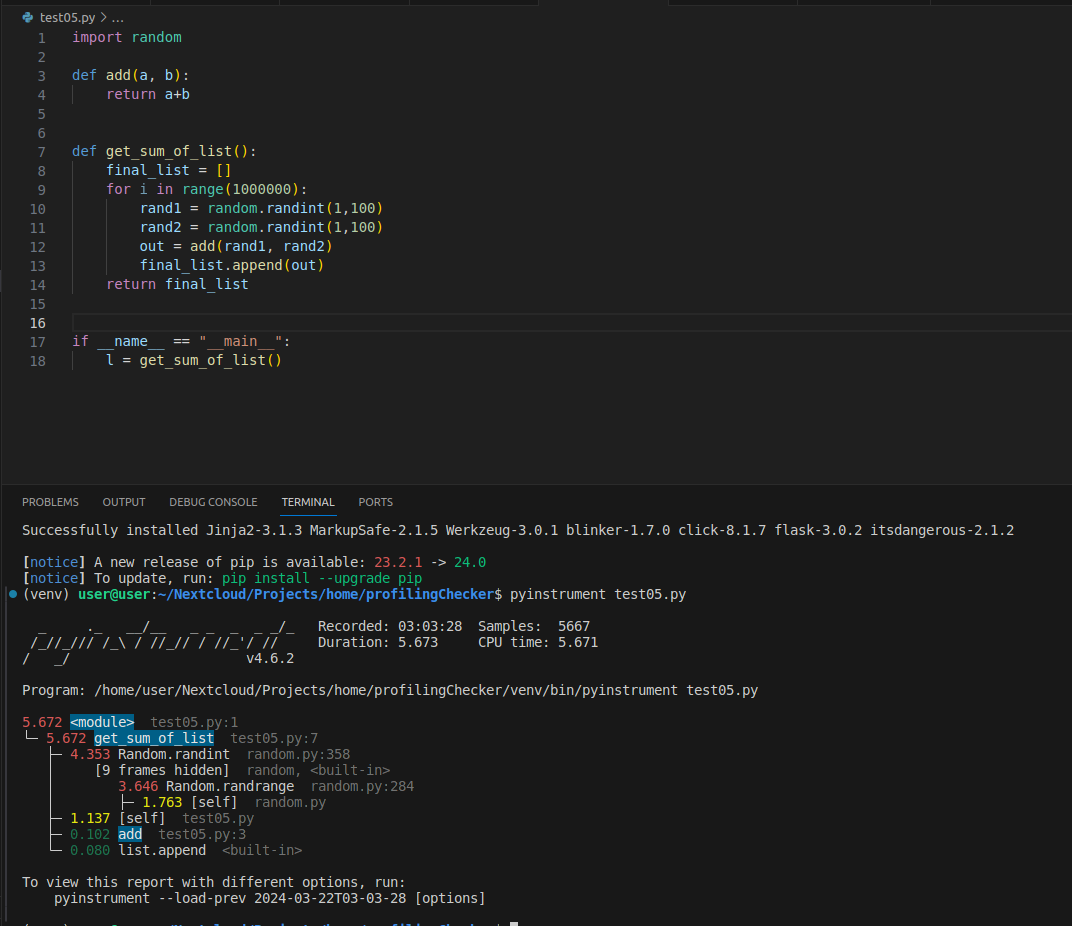 test05.py > ...
1 import random
2
3 def add(a, b):
4     return a+b
5
6
7 def get_sum_of_list():
8     final_list = []
9     for i in range(1000000):
10         rand1 = random.randint(1,100)
11         rand2 = random.randint(1,100)
12         out = add(rand1, rand2)
13         final_list.append(out)
14     return final_list
15
16
17 if __name__ == "__main__":
18     l = get_sum_of_list()
PROBLEMS OUTPUT DEBUG CONSOLE TERMINAL PORTS
Successfully installed Jinja2-3.1.3 MarkupSafe-2.1.5 Werkzeug-3.0.1 blinker-1.7.0 click-8.1.7 flask-3.0.2 itsdangerous-2.1.2
[notice] A new release of pip is available: 23.2.1 -> 24.0
[notice] To update, run: pip install --upgrade pip
(venv) user@user:~/Nextcloud/Projects/home/profilingChecker$ pyinstrument test05.py
  _     ._   __/__   _ _  _  _ _/_   Recorded: 03:03:28  Samples:  5667
 /_//_/// /_\ / //_// / //_'/ //     Duration: 5.673     CPU time: 5.671
/   _/                      v4.6.2
Program: /home/user/Nextcloud/Projects/home/profilingChecker/venv/bin/pyinstrument test05.py
5.672 <module>  test05.py:1
└─ 5.672 get_sum_of_list  test05.py:7
   ├─ 4.353 Random.randint  random.py:358
   │     [9 frames hidden]  random, <built-in>
   │        3.646 Random.randrange  random.py:284
   │        ├─ 1.763 [self]  random.py
   ├─ 1.137 [self]  test05.py
   ├─ 0.102 add  test05.py:3
   └─ 0.080 list.append  <built-in>
To view this report with different options, run:
    pyinstrument --load-prev 2024-03-22T03-03-28 [options]